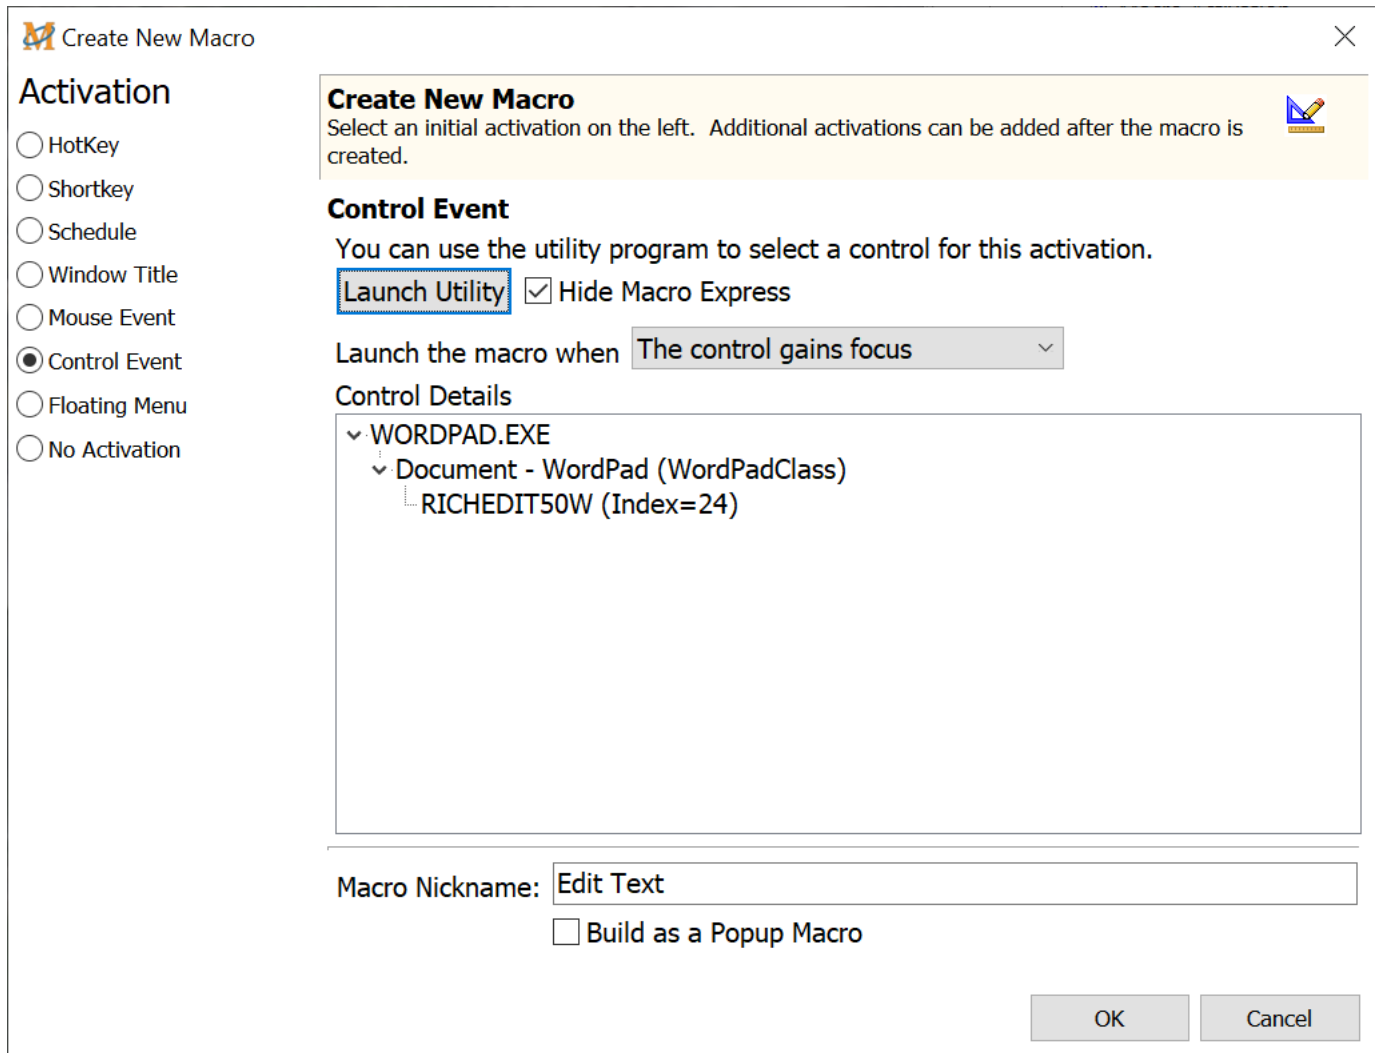 Create New Macro
Activation
HotKey
Shortkey
Schedule
Window Title
Mouse Event
Control Event
Floating Menu
No Activation
Create New Macro
Select an initial activation on the left.  Additional activations can be added after the macro is
created.
Control Event
You can use the utility program to select a control for this activation.
Launch Utility Hide Macro Express
Launch the macro when The control gains focus
Control Details
WORDPAD.EXE
Document - WordPad (WordPadClass)
RICHEDIT50W (Index=24)
Macro Nickname: Edit Text
Build as a Popup Macro
OK Cancel